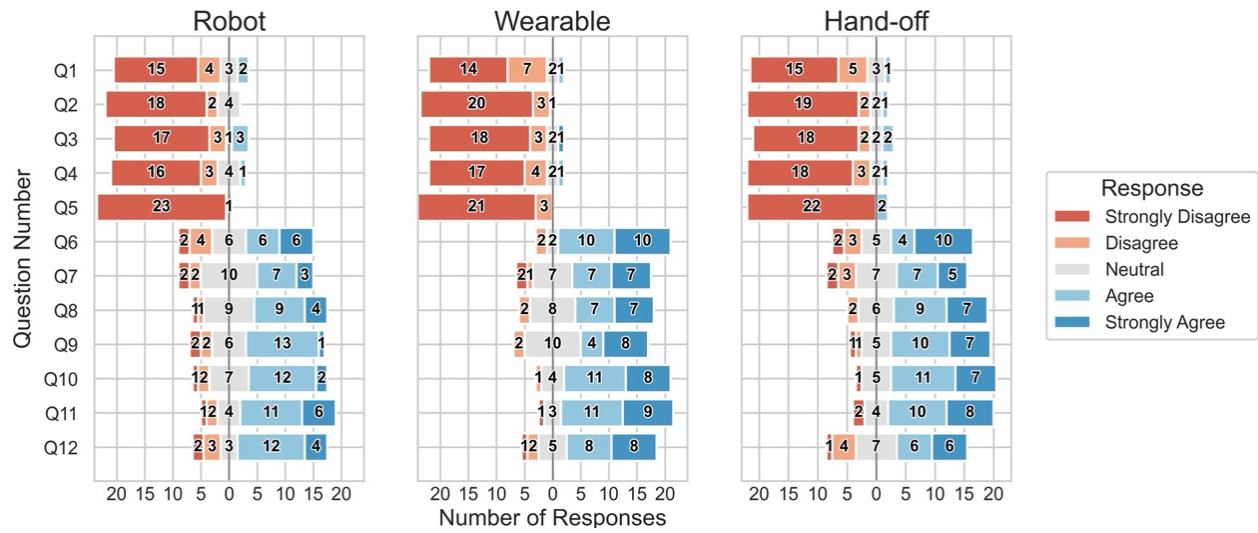 Robot Wearable Hand-off
Q1 15 4 3 2 14 7 2 1 15 5 3 1
Q2 18 2 4 20 3 1 19 2 2 1
Q3 17 3 1 3 18 3 2 1 18 2 2 2
Q4 16 3 4 1 17 4 2 1 18 3 2 1
Q5 23 1 21 3 22 2
Q6 2 4 6 6 6 2 2 10 10 2 3 5 4 10
Q7 2 2 10 7 3 2 1 7 7 7 2 3 7 7 5
Q8 1 1 9 9 4 2 8 7 7 2 6 9 7
Q9 2 2 6 13 1 2 10 4 8 1 1 5 10 7
Q10 1 2 7 12 2 1 4 11 8 1 5 11 7
Q11 1 2 4 11 6 1 3 11 9 2 4 10 8
Q12 2 3 3 12 4 1 2 5 8 8 1 4 7 6 6
20 15 10 5 0 5 10 15 20 20 15 10 5 0 5 10 15 20 20 15 10 5 0 5 10 15 20
Number of Responses
Question Number
Response
Strongly Disagree
Disagree
Neutral
Agree
Strongly Agree